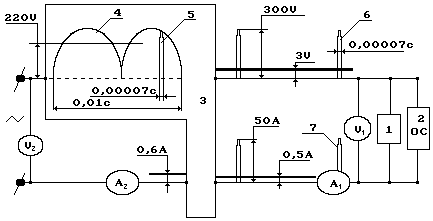 220V
4
5
300V
6
3V
0,00007c
0,00007c
0,01c
3
V₂
V₁
1
2
OC
50A
7
0,6A
0,5A
A₂
A₁